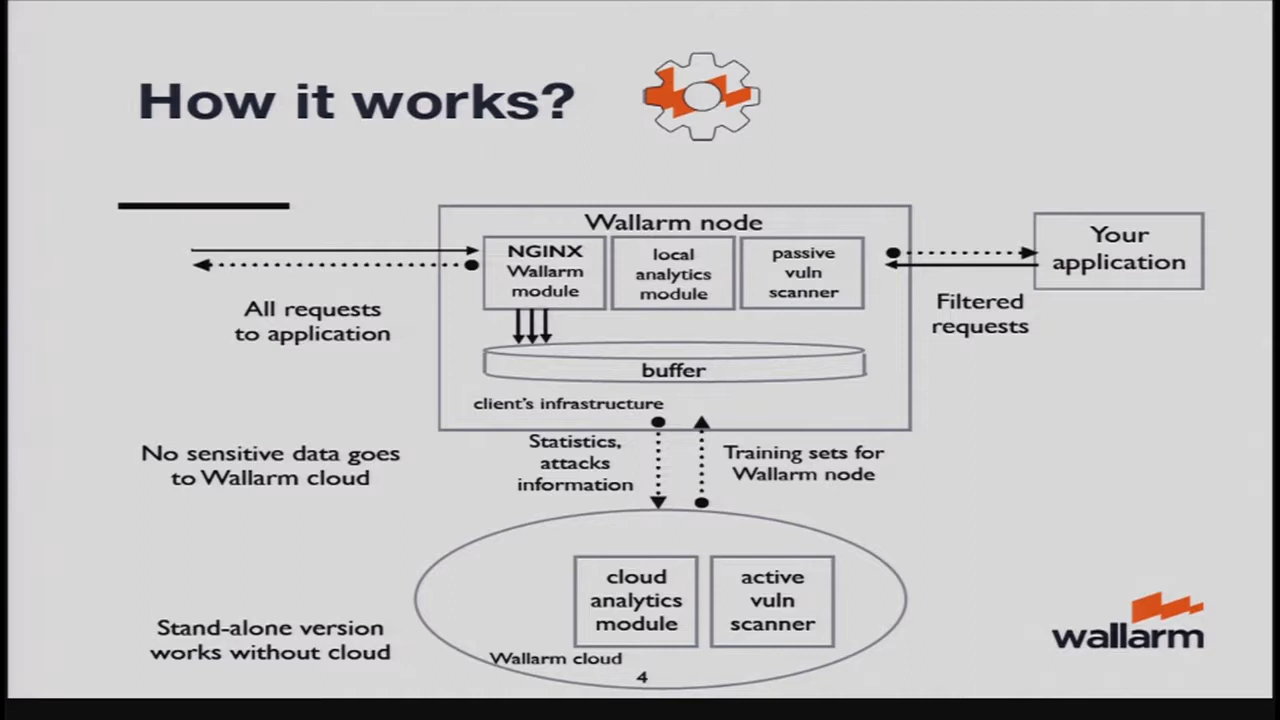 How it works?
Wallarm node
NGINX
Wallarm
module
local
analytics
module
passive
vuln
scanner
Your
application
All requests
to application
Filtered
requests
buffer
client's infrastructure
No sensitive data goes
to Wallarm cloud
Statistics,
attacks
information
Training sets for
Wallarm node
cloud
analytics
module
active
vuln
scanner
Stand-alone version
works without cloud
Wallarm cloud
4
wallarm